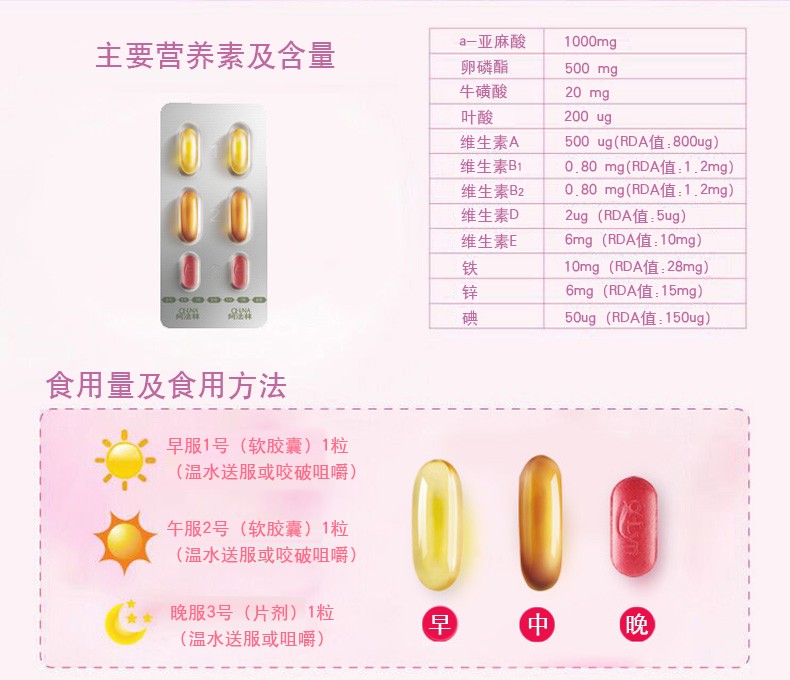 主要营养素及含量
a-亚麻酸 1000mg
卵磷酯 500 mg
牛磺酸 20 mg
叶酸 200 ug
维生素A 500 ug(RDA值:800ug)
维生素B1 0.80 mg(RDA值:1.2mg)
维生素B2 0.80 mg(RDA值:1.2mg)
维生素D 2ug (RDA值:5ug)
维生素E 6mg (RDA值:10mg)
铁 10mg (RDA值:28mg)
锌 6mg (RDA值:15mg)
碘 50ug (RDA值:150ug)
食用量及食用方法
早服1号（软胶囊）1粒
（温水送服或咬破咀嚼）
午服2号（软胶囊）1粒
（温水送服或咬破咀嚼）
晚服3号（片剂）1粒
（温水送服或咀嚼）
早 中 晚